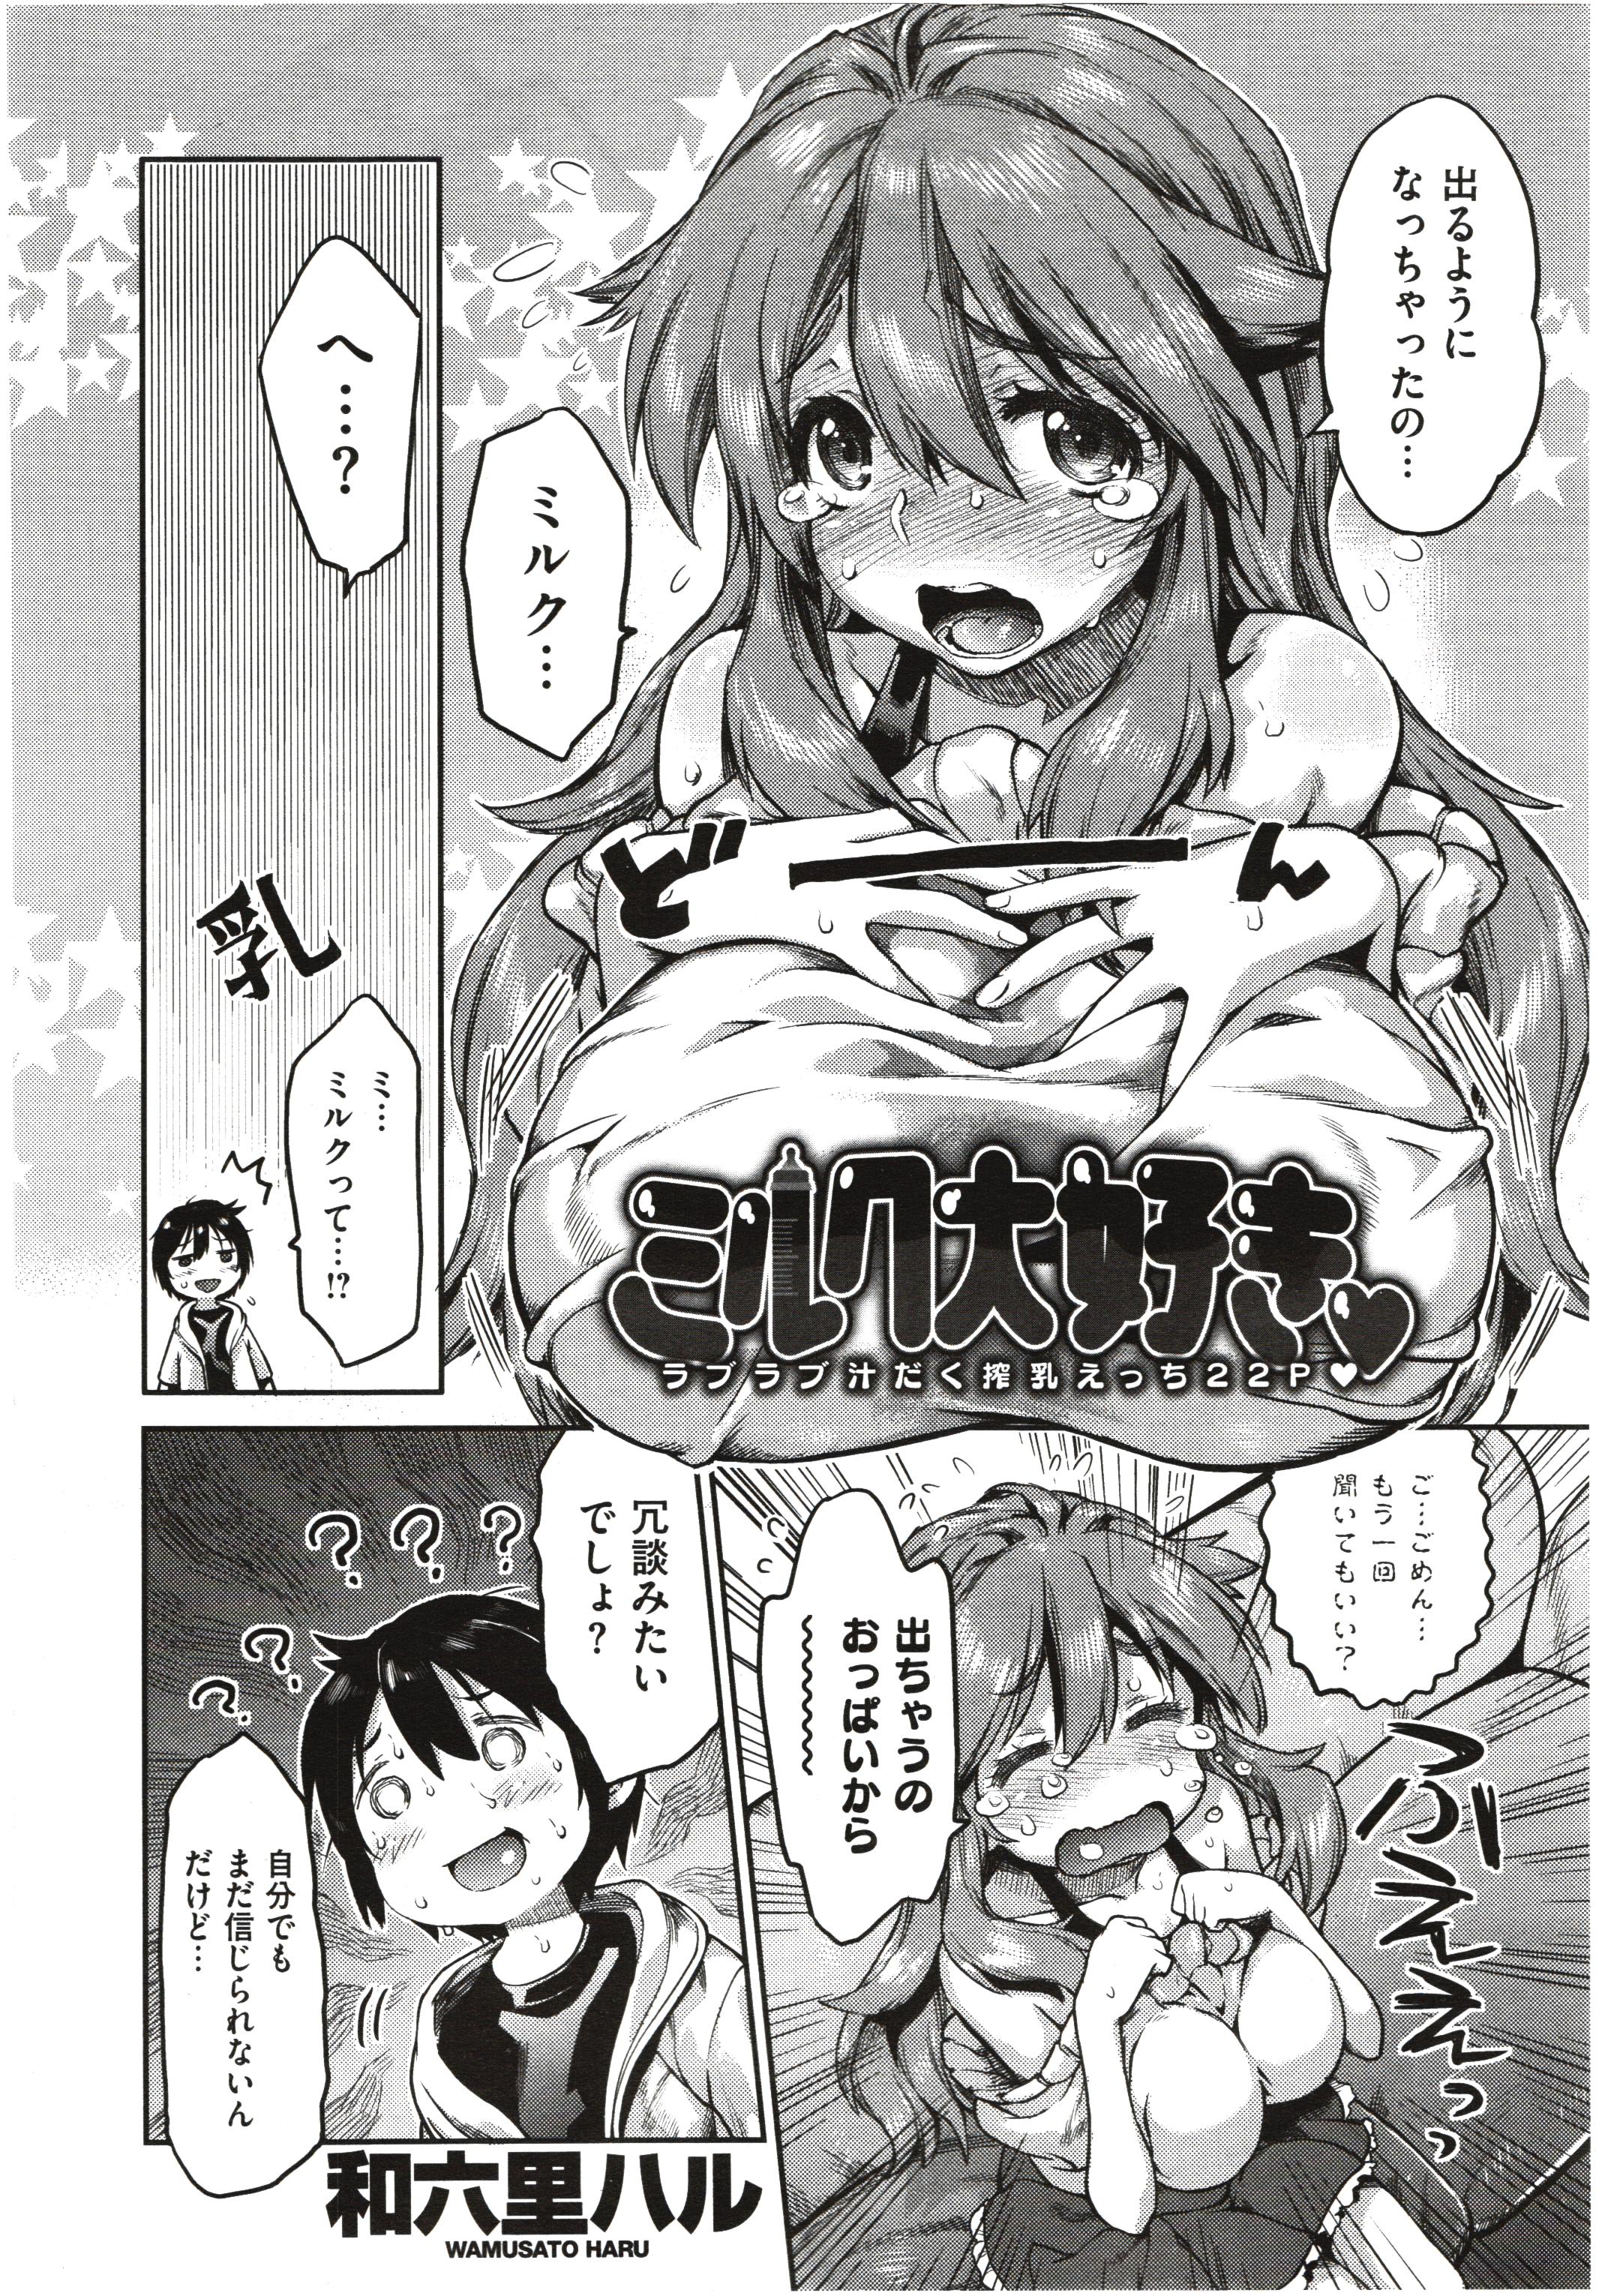 出るように
なっちゃったの…
ミルク…
へ…?
どーん
乳
ミ…
ミルクって…!?
ミルク大好き♥
ラブラブ汁だく搾乳えっち22P♥
ご…ごめん…
もう一回
聞いてもいい?
ふえええっっ
出ちゃうの
おっぱいから
冗談みたい
でしょ?
????? 
自分でも
まだ信じられないん
だけど…
和六里ハル
WAMUSATO HARU